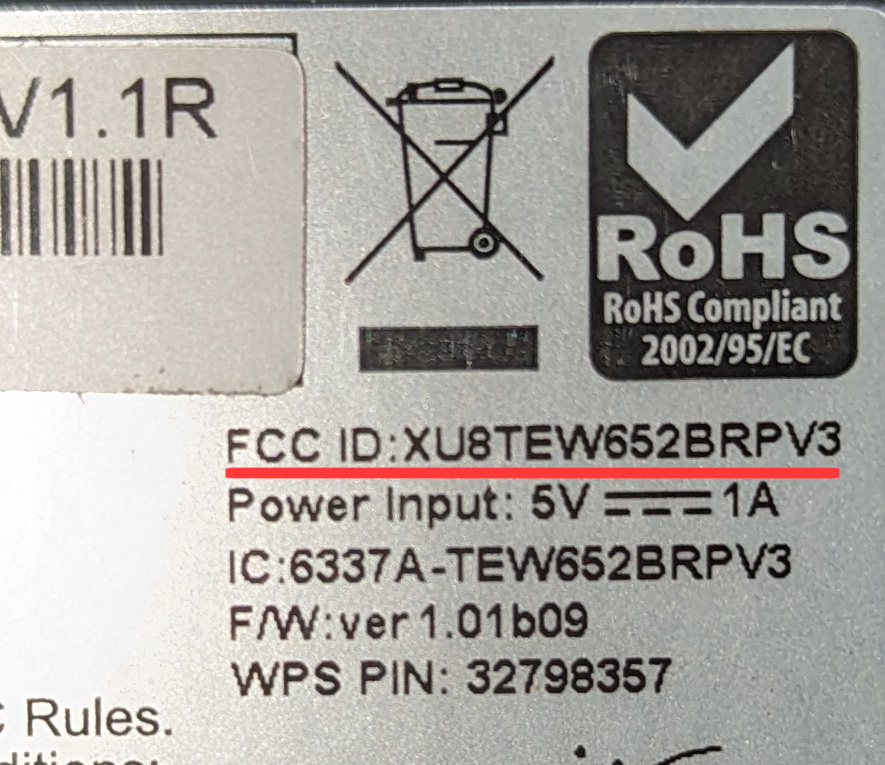 V1.1R
RoHS
RoHS Compliant
2002/95/EC
FCC ID:XU8TEW652BRPV3
Power Input: 5V ⎓ 1A
IC:6337A-TEW652BRPV3
F/W:ver 1.01b09
WPS PIN: 32798357
Rules.